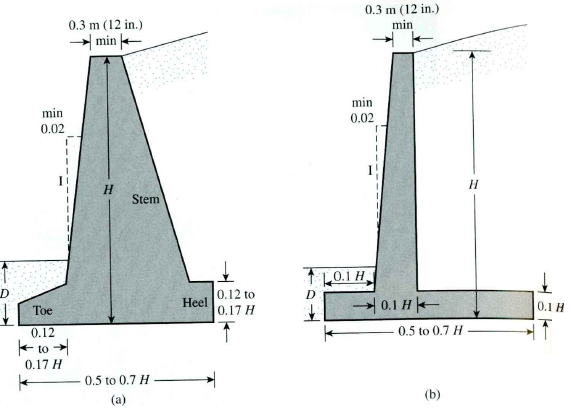 0.3 m (12 in.)
min
min
0.02
I
H
Stem
D
Toe
Heel
0.12 to
0.17 H
0.12
to
0.17 H
0.5 to 0.7 H
(a)
0.3 m (12 in.)
min
min
0.02
I
H
D
0.1 H
0.1 H
0.1 H
0.5 to 0.7 H
(b)